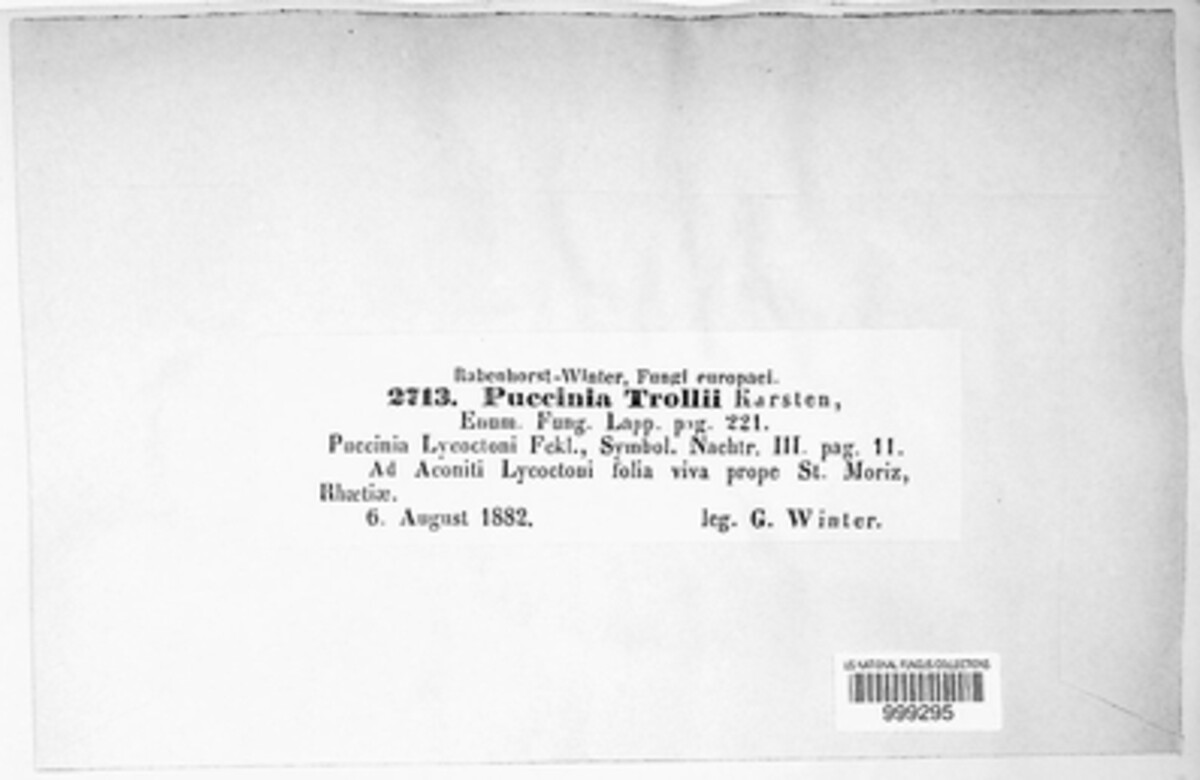 Rabenhorst-Winter, Fungi europaei.
2713. Puccinia Trollii Karsten,
Enum. Fung. Lapp. pag. 221.
Puccinia Lycoctoni Fckl., Symbol. Nachtr. III. pag. 11.
Ad Aconiti Lycoctoni folia viva prope St. Moriz,
Rhætiæ.
6. August 1882. leg. G. Winter.
US NATIONAL FUNGUS COLLECTIONS
999295